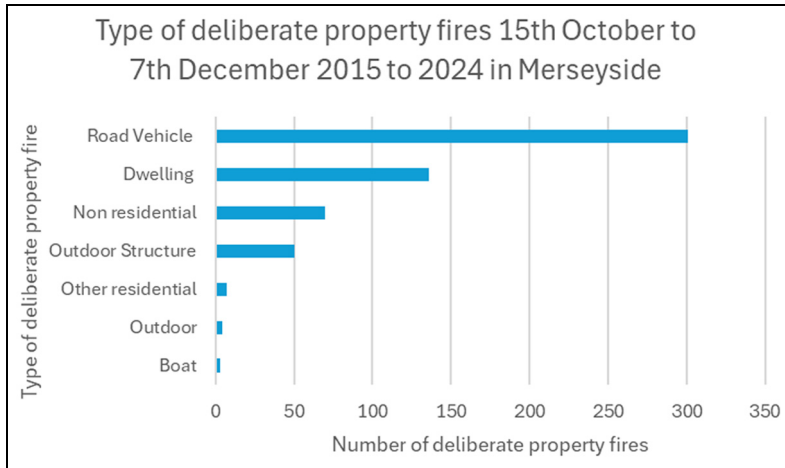 Type of deliberate property fires 15th October to
7th December 2015 to 2024 in Merseyside
Type of deliberate property fire
Road Vehicle
Dwelling
Non residential
Outdoor Structure
Other residential
Outdoor
Boat
0 50 100 150 200 250 300 350
Number of deliberate property fires